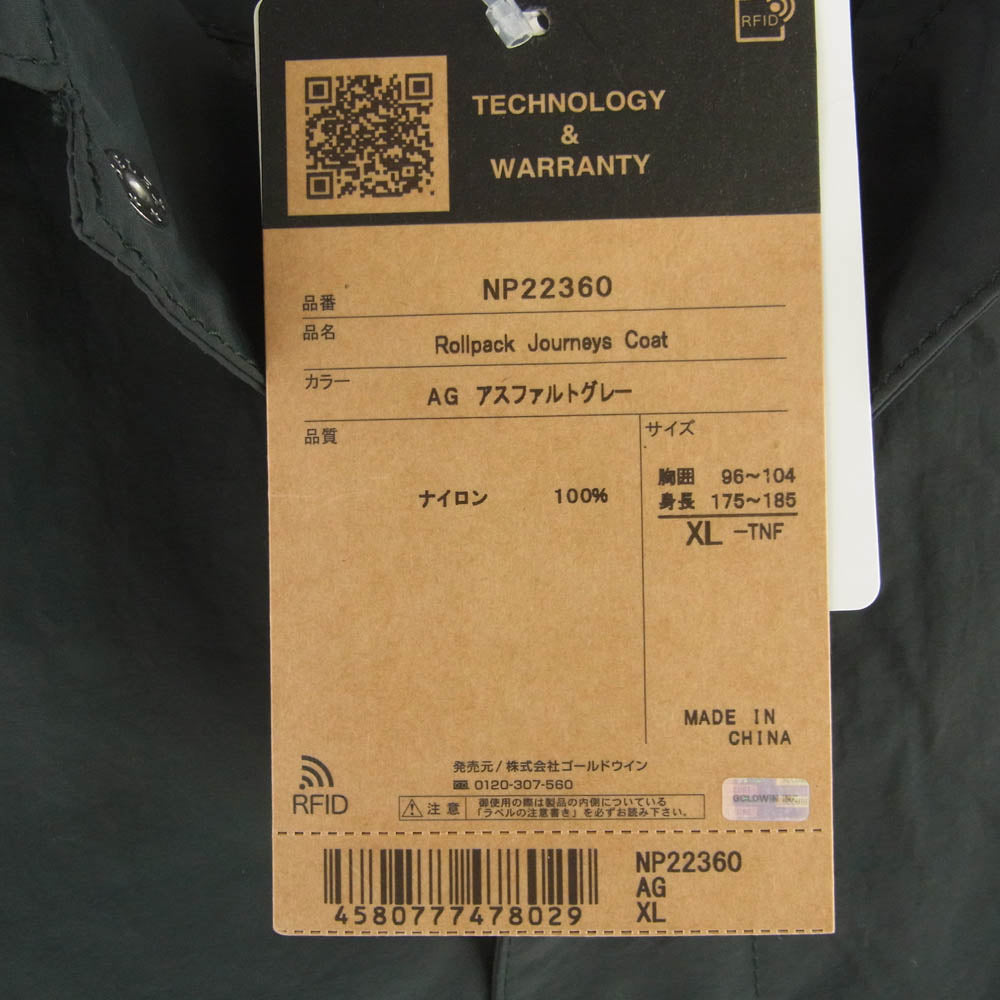 RFID
TECHNOLOGY
&
WARRANTY
品番 NP22360
品名 Rollpack Journeys Coat
カラー AG アスファルトグレー
品質
ナイロン 100%
サイズ
胸囲 96～104
身長 175～185
XL -TNF
MADE IN
CHINA
RFID
発売元/株式会社ゴールドウイン
0120-307-560
注意
御使用の際は製品の内側についている
「ラベルの注意書き」を必ずお読み下さい。
GOLDWIN INC
4580777478029
NP22360
AG
XL